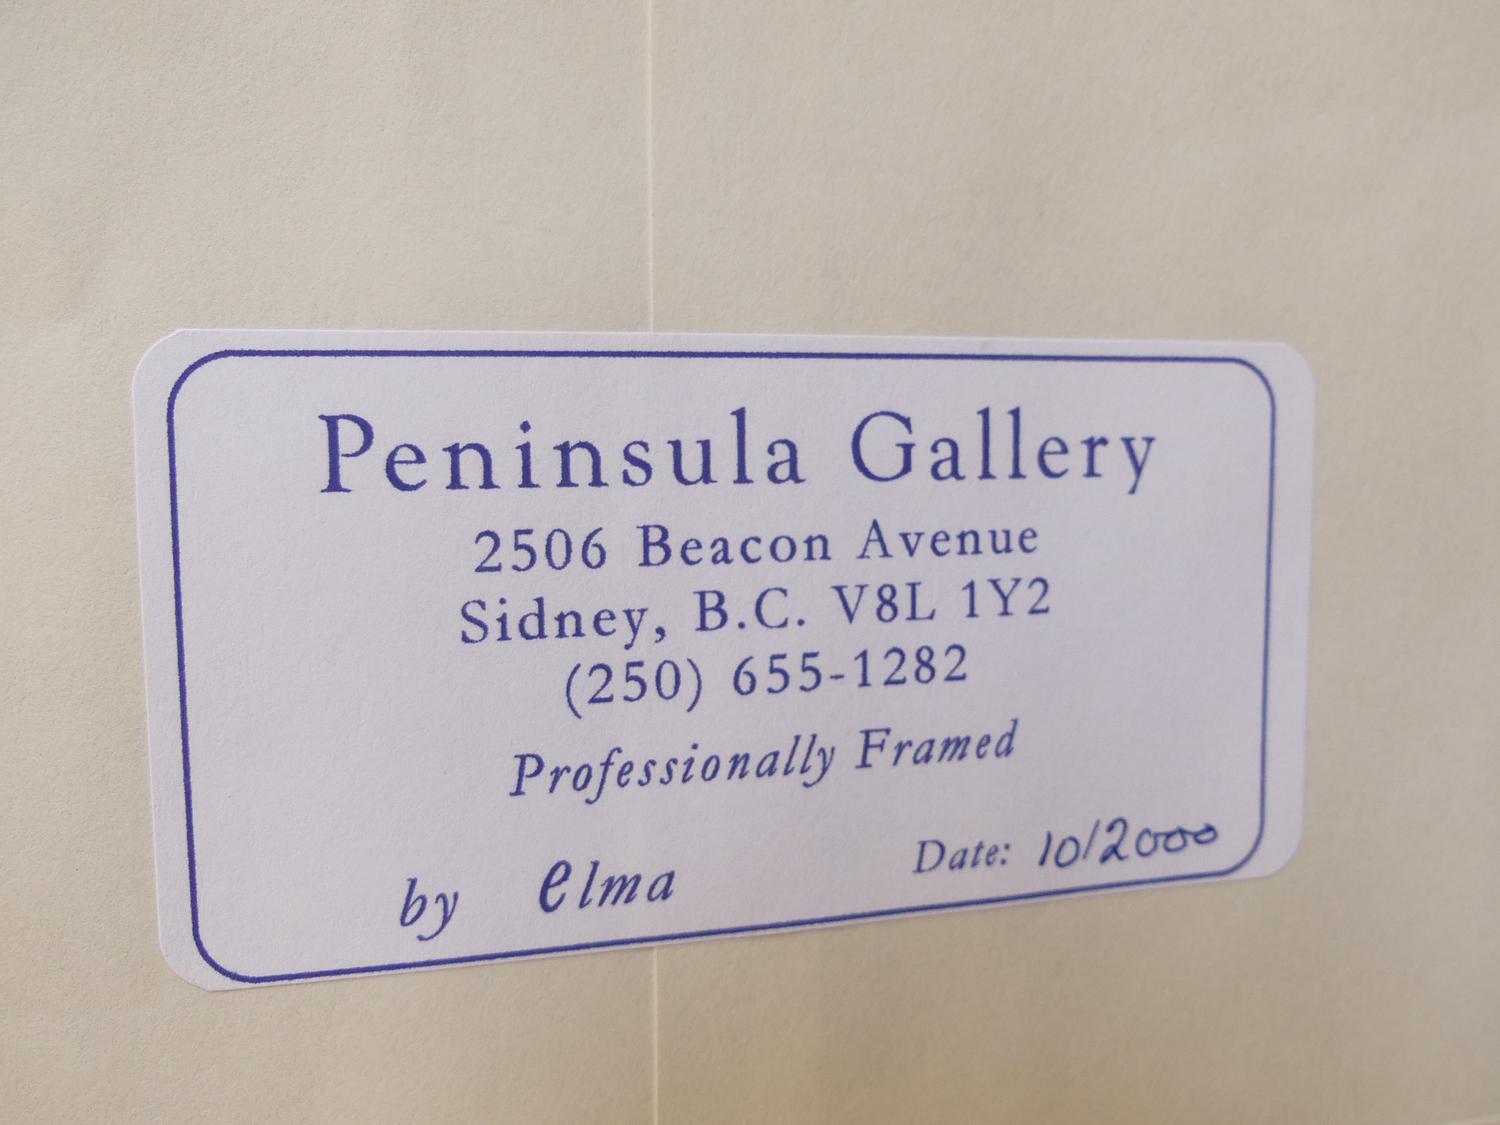 Peninsula Gallery
2506 Beacon Avenue
Sidney, B.C. V8L 1Y2
(250) 655-1282
Professionally Framed
by elma Date: 10/2000